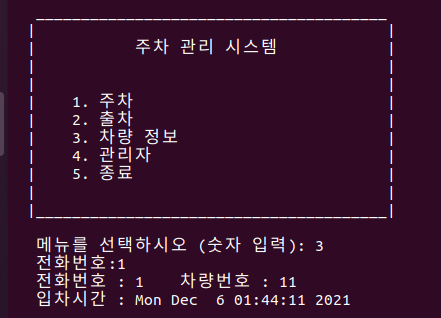 주차 관리 시스템
1. 주차
2. 출차
3. 차량 정보
4. 관리자
5. 종료
메뉴를 선택하시오 (숫자 입력): 3
전화번호:1
전화번호 : 1 차량번호 : 11
입차시간 : Mon Dec  6 01:44:11 2021